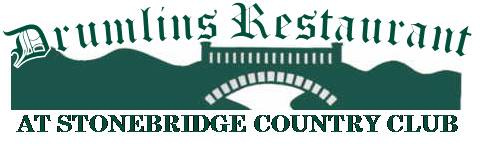 Drumlins Restaurant
AT STONEBRIDGE COUNTRY CLUB